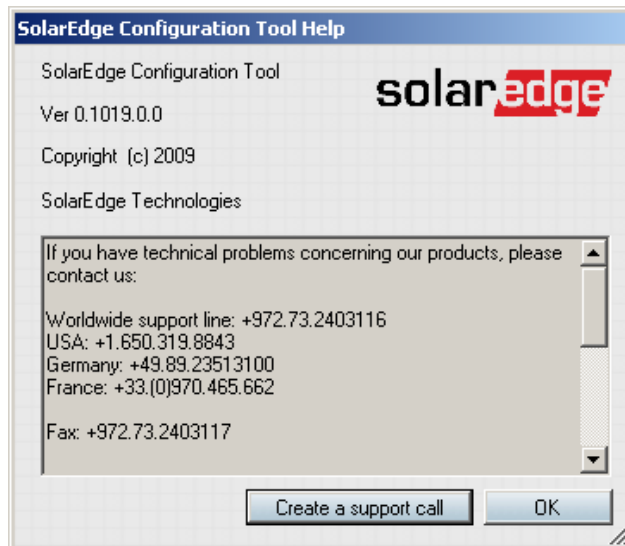 SolarEdge Configuration Tool Help
SolarEdge Configuration Tool
solaredge
Ver 0.1019.0.0
Copyright (c) 2009
SolarEdge Technologies
If you have technical problems concerning our products, please
contact us:
Worldwide support line: +972.73.2403116
USA: +1.650.319.8843
Germany: +49.89.23513100
France: +33.(0)970.465.662
Fax: +972.73.2403117
Create a support call
OK